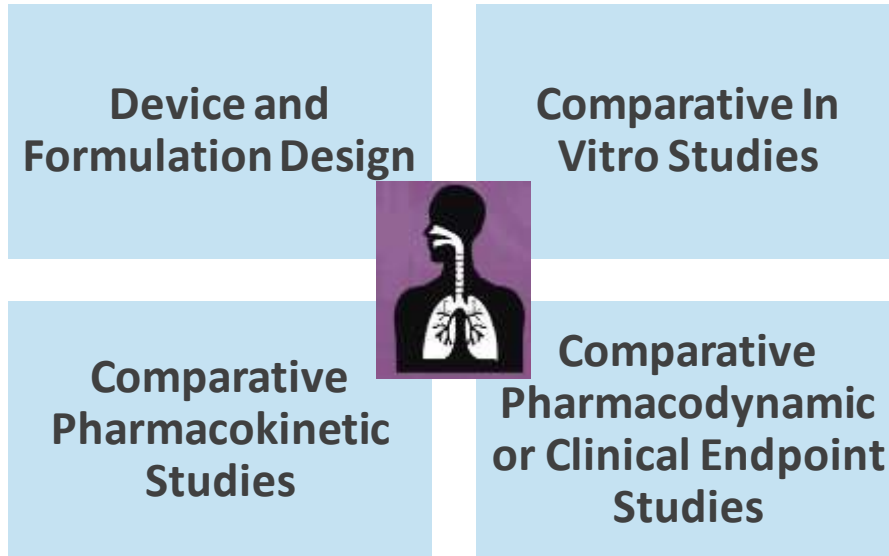 Device and
Formulation Design
Comparative In
Vitro Studies
Comparative
Pharmacokinetic
Studies
Comparative
Pharmacodynamic
or Clinical Endpoint
Studies